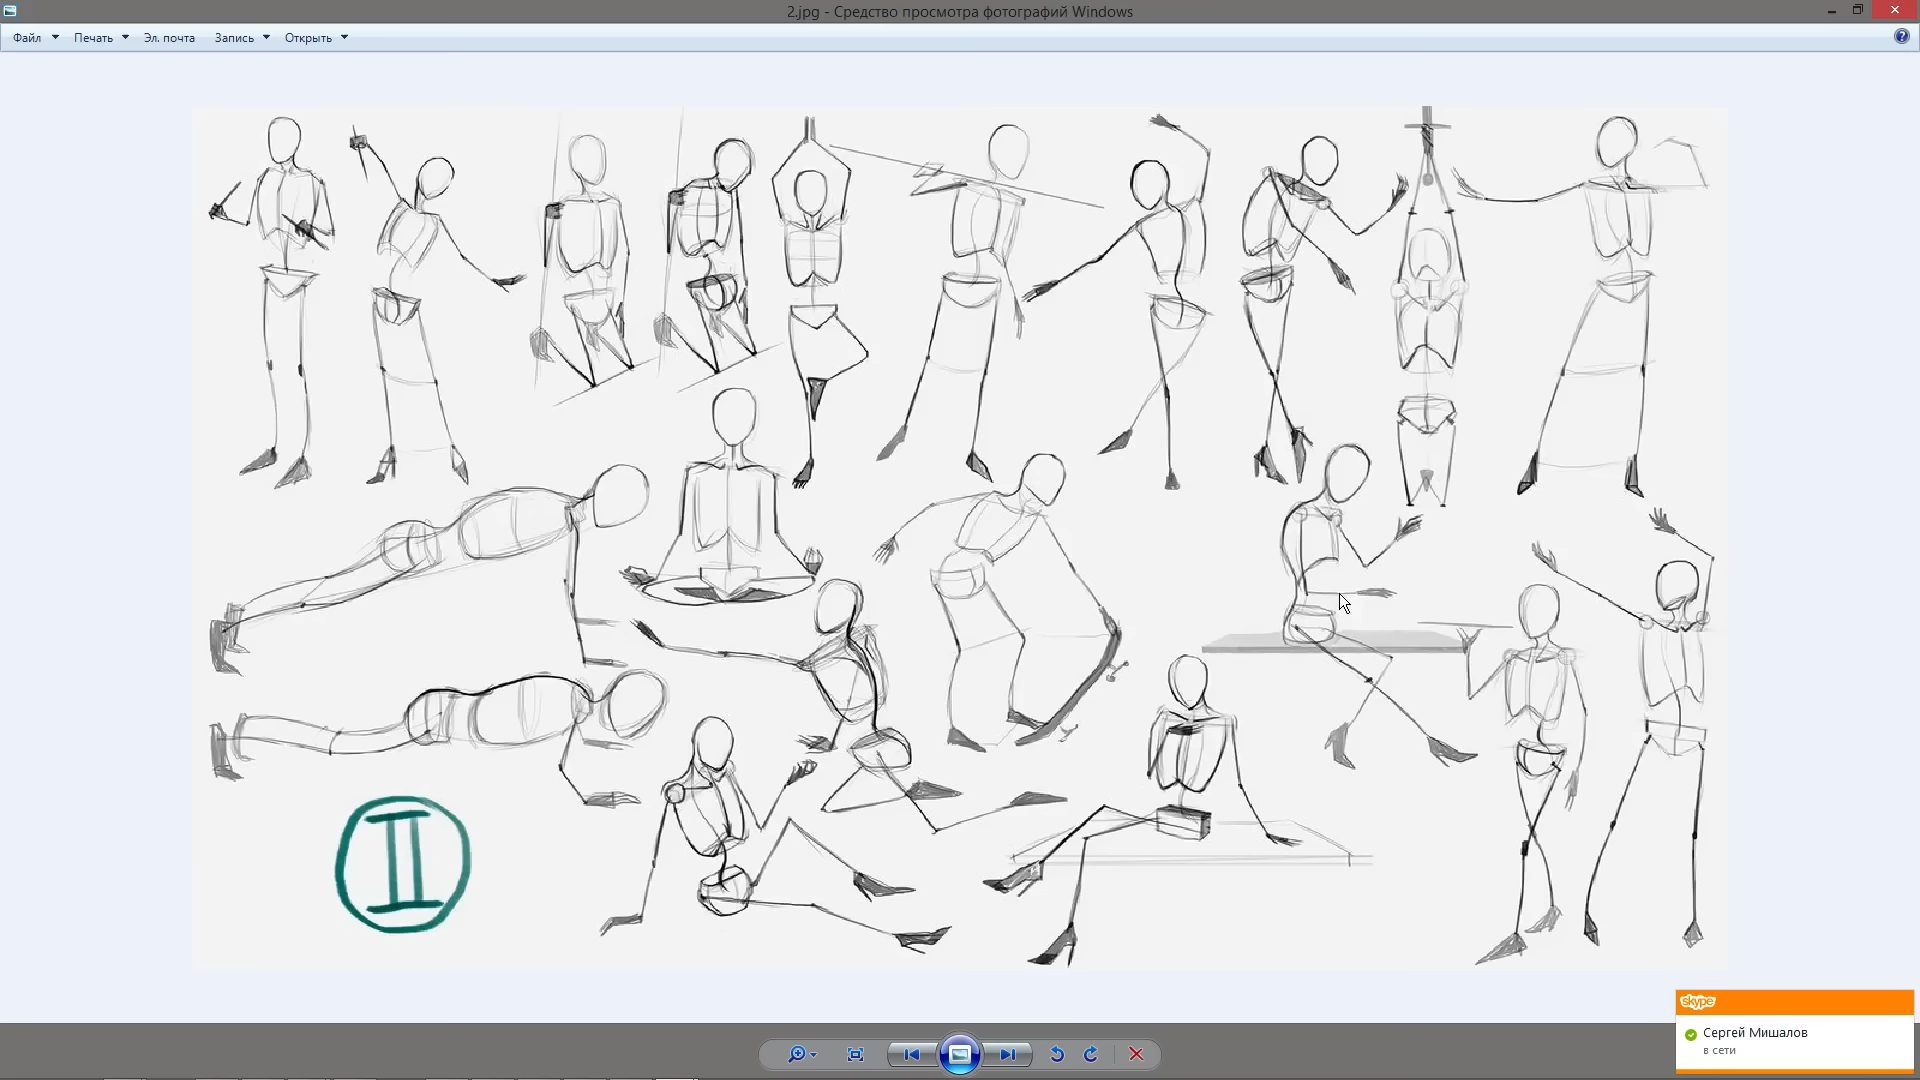 2.jpg - Средство просмотра фотографий Windows
Файл Печать Эл. почта Запись Открыть
II
skype
Сергей Мишалов
в сети